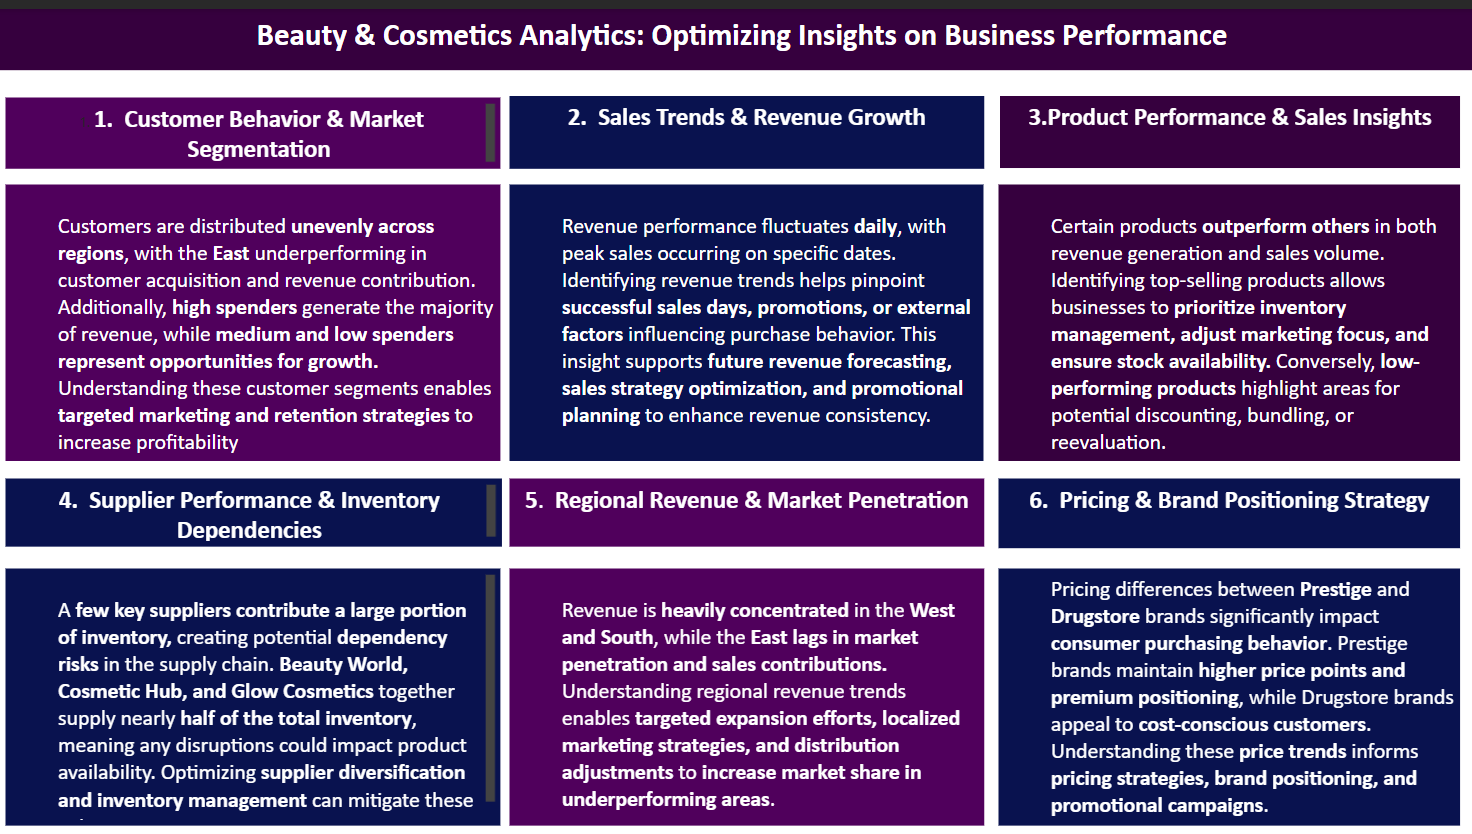 Beauty & Cosmetics Analytics: Optimizing Insights on Business Performance
1.  Customer Behavior & Market
Segmentation
Customers are distributed unevenly across
regions, with the East underperforming in
customer acquisition and revenue contribution.
Additionally, high spenders generate the majority
of revenue, while medium and low spenders
represent opportunities for growth.
Understanding these customer segments enables
targeted marketing and retention strategies to
increase profitability
2.  Sales Trends & Revenue Growth
Revenue performance fluctuates daily, with
peak sales occurring on specific dates.
Identifying revenue trends helps pinpoint
successful sales days, promotions, or external
factors influencing purchase behavior. This
insight supports future revenue forecasting,
sales strategy optimization, and promotional
planning to enhance revenue consistency.
3.Product Performance & Sales Insights
Certain products outperform others in both
revenue generation and sales volume.
Identifying top-selling products allows
businesses to prioritize inventory
management, adjust marketing focus, and
ensure stock availability. Conversely, low-
performing products highlight areas for
potential discounting, bundling, or
reevaluation.
4.  Supplier Performance & Inventory
Dependencies
A few key suppliers contribute a large portion
of inventory, creating potential dependency
risks in the supply chain. Beauty World,
Cosmetic Hub, and Glow Cosmetics together
supply nearly half of the total inventory,
meaning any disruptions could impact product
availability. Optimizing supplier diversification
and inventory management can mitigate these
5.  Regional Revenue & Market Penetration
Revenue is heavily concentrated in the West
and South, while the East lags in market
penetration and sales contributions.
Understanding regional revenue trends
enables targeted expansion efforts, localized
marketing strategies, and distribution
adjustments to increase market share in
underperforming areas.
6.  Pricing & Brand Positioning Strategy
Pricing differences between Prestige and
Drugstore brands significantly impact
consumer purchasing behavior. Prestige
brands maintain higher price points and
premium positioning, while Drugstore brands
appeal to cost-conscious customers.
Understanding these price trends informs
pricing strategies, brand positioning, and
promotional campaigns.